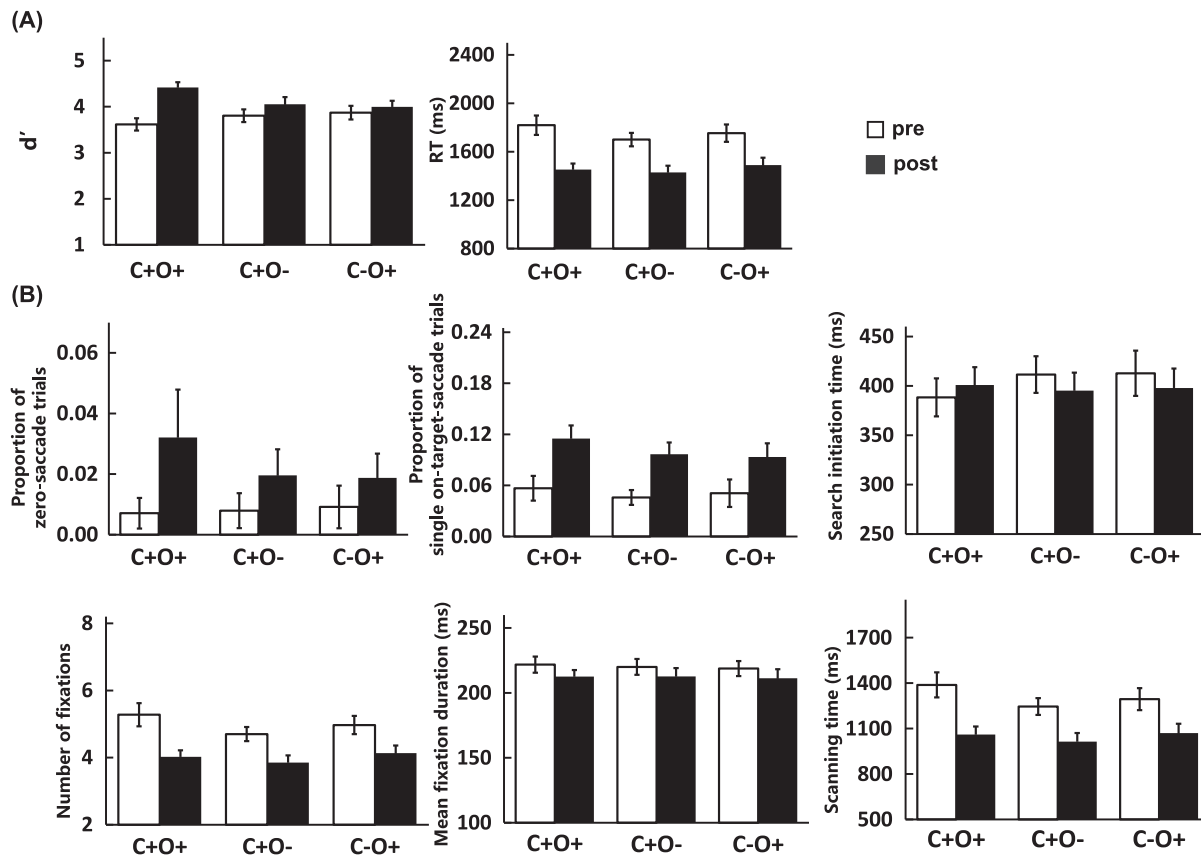 (A)
d'
5
4
3
2
1
C+O+ C+O- C-O+
RT (ms)
2400
2000
1600
1200
800
C+O+ C+O- C-O+
pre
post
(B)
Proportion of
zero-saccade trials
0.06
0.04
0.02
0.00
C+O+ C+O- C-O+
Proportion of
single on-target-saccade trials
0.24
0.18
0.12
0.06
0.00
C+O+ C+O- C-O+
Search initiation time (ms)
450
400
350
300
250
C+O+ C+O- C-O+
Number of fixations
8
6
4
2
C+O+ C+O- C-O+
Mean fixation duration (ms)
250
200
150
100
C+O+ C+O- C-O+
Scanning time (ms)
1700
1400
1100
800
500
C+O+ C+O- C-O+